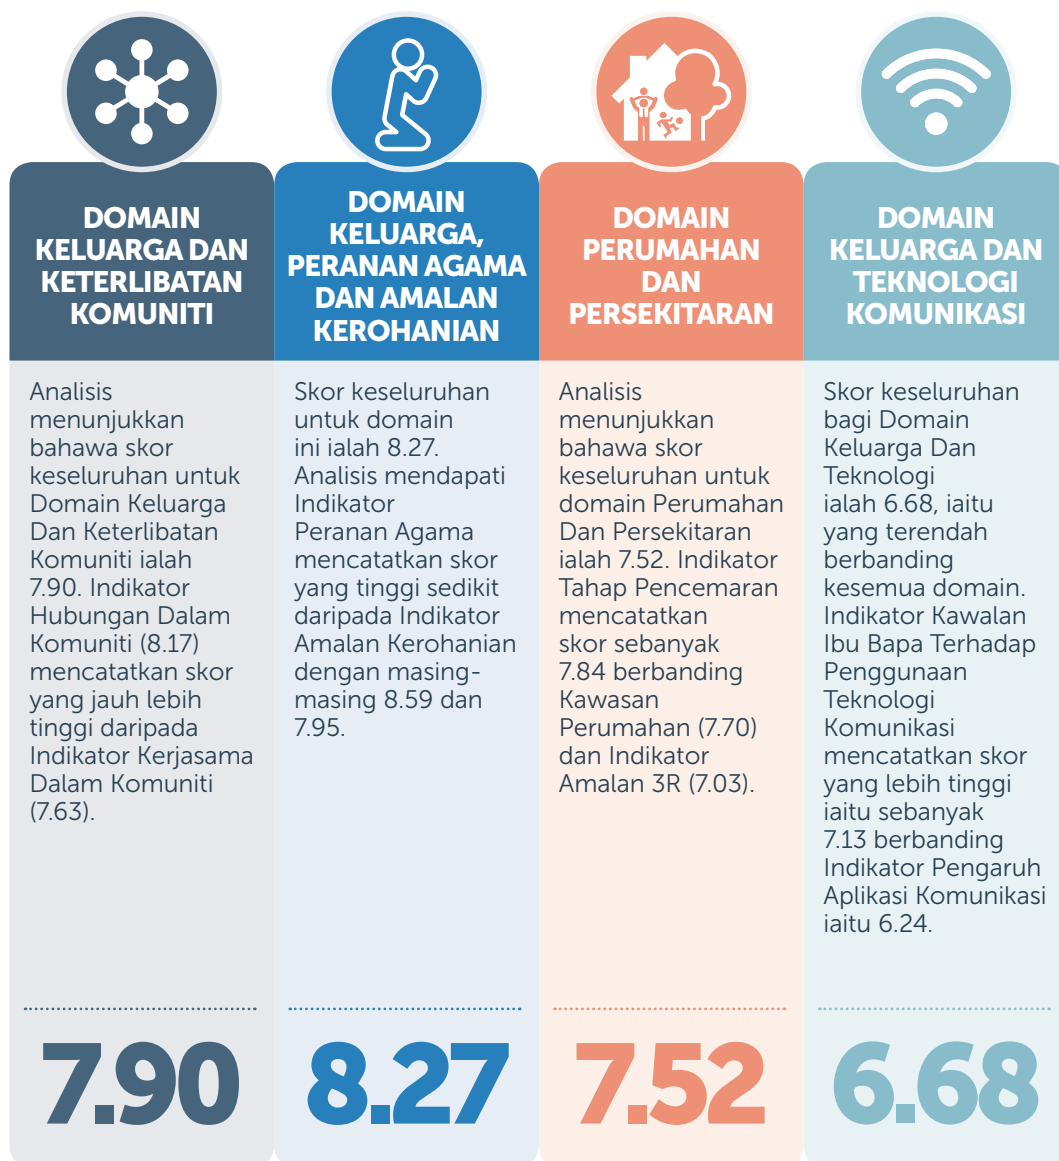 DOMAIN
KELUARGA DAN
KETERLIBATAN
KOMUNITI
Analisis
menunjukkan
bahawa skor
keseluruhan untuk
Domain Keluarga
Dan Keterlibatan
Komuniti ialah
7.90. Indikator
Hubungan Dalam
Komuniti (8.17)
mencatatkan skor
yang jauh lebih
tinggi daripada
Indikator Kerjasama
Dalam Komuniti
(7.63).
7.90
DOMAIN
KELUARGA,
PERANAN AGAMA
DAN AMALAN
KEROHANIAN
Skor keseluruhan
untuk domain
ini ialah 8.27.
Analisis mendapati
Indikator
Peranan Agama
mencatatkan skor
yang tinggi sedikit
daripada Indikator
Amalan Kerohanian
dengan masing-
masing 8.59 dan
7.95.
8.27
DOMAIN
PERUMAHAN
DAN
PERSEKITARAN
Analisis
menunjukkan
bahawa skor
keseluruhan untuk
domain Perumahan
Dan Persekitaran
ialah 7.52. Indikator
Tahap Pencemaran
mencatatkan
skor sebanyak
7.84 berbanding
Kawasan
Perumahan (7.70)
dan Indikator
Amalan 3R (7.03).
7.52
DOMAIN
KELUARGA DAN
TEKNOLOGI
KOMUNIKASI
Skor keseluruhan
bagi Domain
Keluarga Dan
Teknologi
ialah 6.68, iaitu
yang terendah
berbanding
kesemua domain.
Indikator Kawalan
Ibu Bapa Terhadap
Penggunaan
Teknologi
Komunikasi
mencatatkan skor
yang lebih tinggi
iaitu sebanyak
7.13 berbanding
Indikator Pengaruh
Aplikasi Komunikasi
iaitu 6.24.
6.68